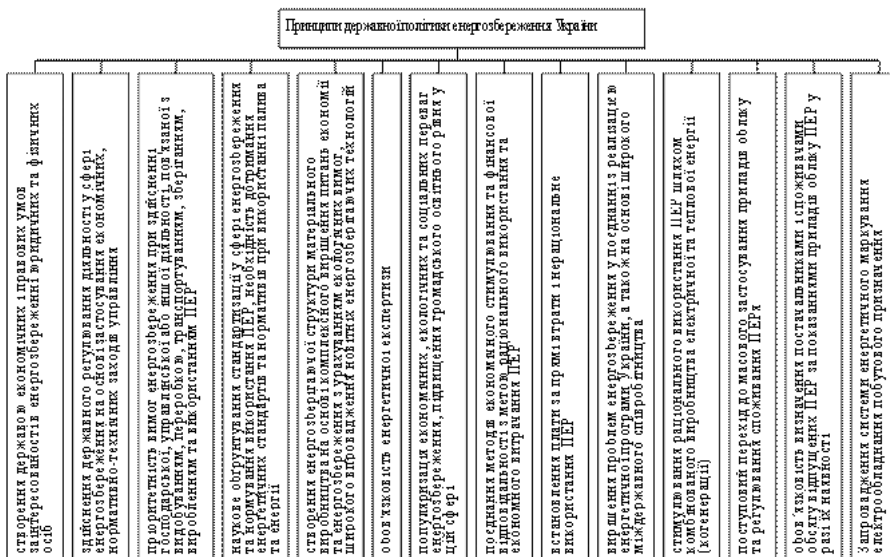 Принципи державної політики енергозбереження України
створення державою економічних і правових умов
заінтересованості в енергозбереженні юридичних та фізичних
осіб
здійснення державного регулювання діяльності у сфері
енергозбереження на основі застосування економічних,
нормативно-технічних заходів управління
пріоритетність вимог енергозбереження при здійсненні
господарської, управлінської або іншої діяльності, пов'язаної з
видобуванням, переробкою, транспортуванням, зберіганням,
виробленням та використанням ПЕР
наукове обґрунтування стандартизації у сфері енергозбереження
та нормування використання ПЕР, необхідність дотримання
енергетичних стандартів та нормативів при використанні палива
та енергії
створення енергозберігаючої структури матеріального
виробництва на основі комплексного вирішення питань економії
та енергозбереження з урахуванням екологічних вимог,
широкого впровадження новітніх енергозберігаючих технологій
обов'язковість енергетичної експертизи
популяризація економічних, екологічних та соціальних переваг
енергозбереження, підвищення громадського освітнього рівня у
цій сфері
поєднання методів економічного стимулювання та фінансової
відповідальності з метою раціонального використання та
економного витрачання ПЕР
встановлення плати за прямі втрати і нераціональне
використання ПЕР
вирішення проблем енергозбереження у поєднанні з реалізацією
енергетичної програми України, а також на основі широкого
міждержавного співробітництва
стимулювання раціонального використання ПЕР шляхом
комбінованого виробництва електричної та теплової енергії
(когенерації)
поступовий перехід до масового застосування приладів обліку
та регулювання споживання ПЕРя
обов'язковість визначення постачальниками і споживачами
обсягу відпущених ПЕР за показаннями приладів обліку ПЕР у
разі їх наявності
Запровадження системи енергетичного маркування
електрообладнання побутового призначення